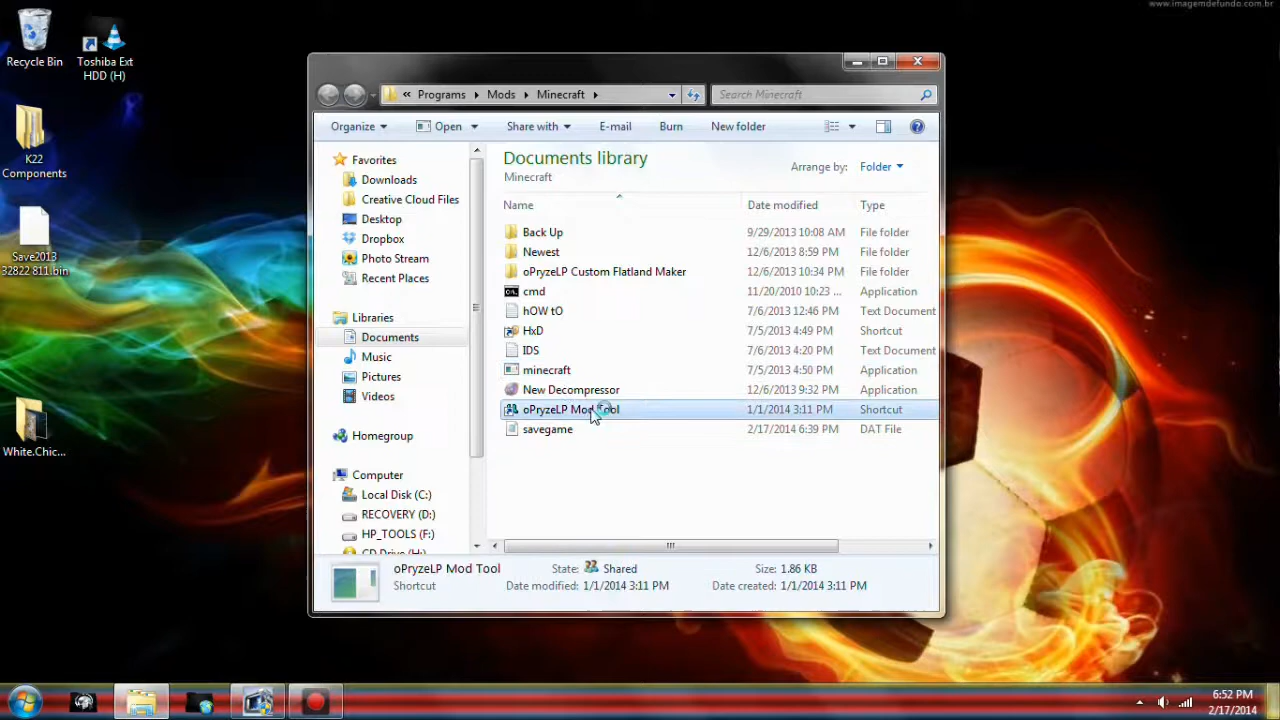 www.imagemdefundo.com.br
Recycle Bin
Toshiba Ext
HDD (H)
K22
Components
Save2013
32822 811.bin
White.Chic...
« Programs Mods Minecraft
Search Minecraft
Organize Open Share with E-mail Burn New folder
Favorites
Downloads
Creative Cloud Files
Desktop
Dropbox
Photo Stream
Recent Places
Libraries
Documents
Music
Pictures
Videos
Homegroup
Computer
Local Disk (C:)
RECOVERY (D:)
HP_TOOLS (F:)
CD Drive (H:)
Documents library
Minecraft
Arrange by: Folder
Name Date modified Type
Back Up 9/29/2013 10:08 AM File folder
Newest 12/6/2013 8:59 PM File folder
oPryzeLP Custom Flatland Maker 12/6/2013 10:34 PM File folder
cmd 11/20/2010 10:23 ... Application
hOW tO 7/6/2013 12:46 PM Text Document
HxD 7/5/2013 4:49 PM Shortcut
IDS 7/6/2013 4:20 PM Text Document
minecraft 7/5/2013 5:50 PM Application
New Decompressor 12/6/2013 9:32 PM Application
oPryzeLP Mod Tool 1/1/2014 3:11 PM Shortcut
savegame 2/17/2014 6:39 PM DAT File
oPryzeLP Mod Tool State: Shared Size: 1.86 KB
Shortcut Date modified: 1/1/2014 3:11 PM Date created: 1/1/2014 3:11 PM
6:52 PM
2/17/2014